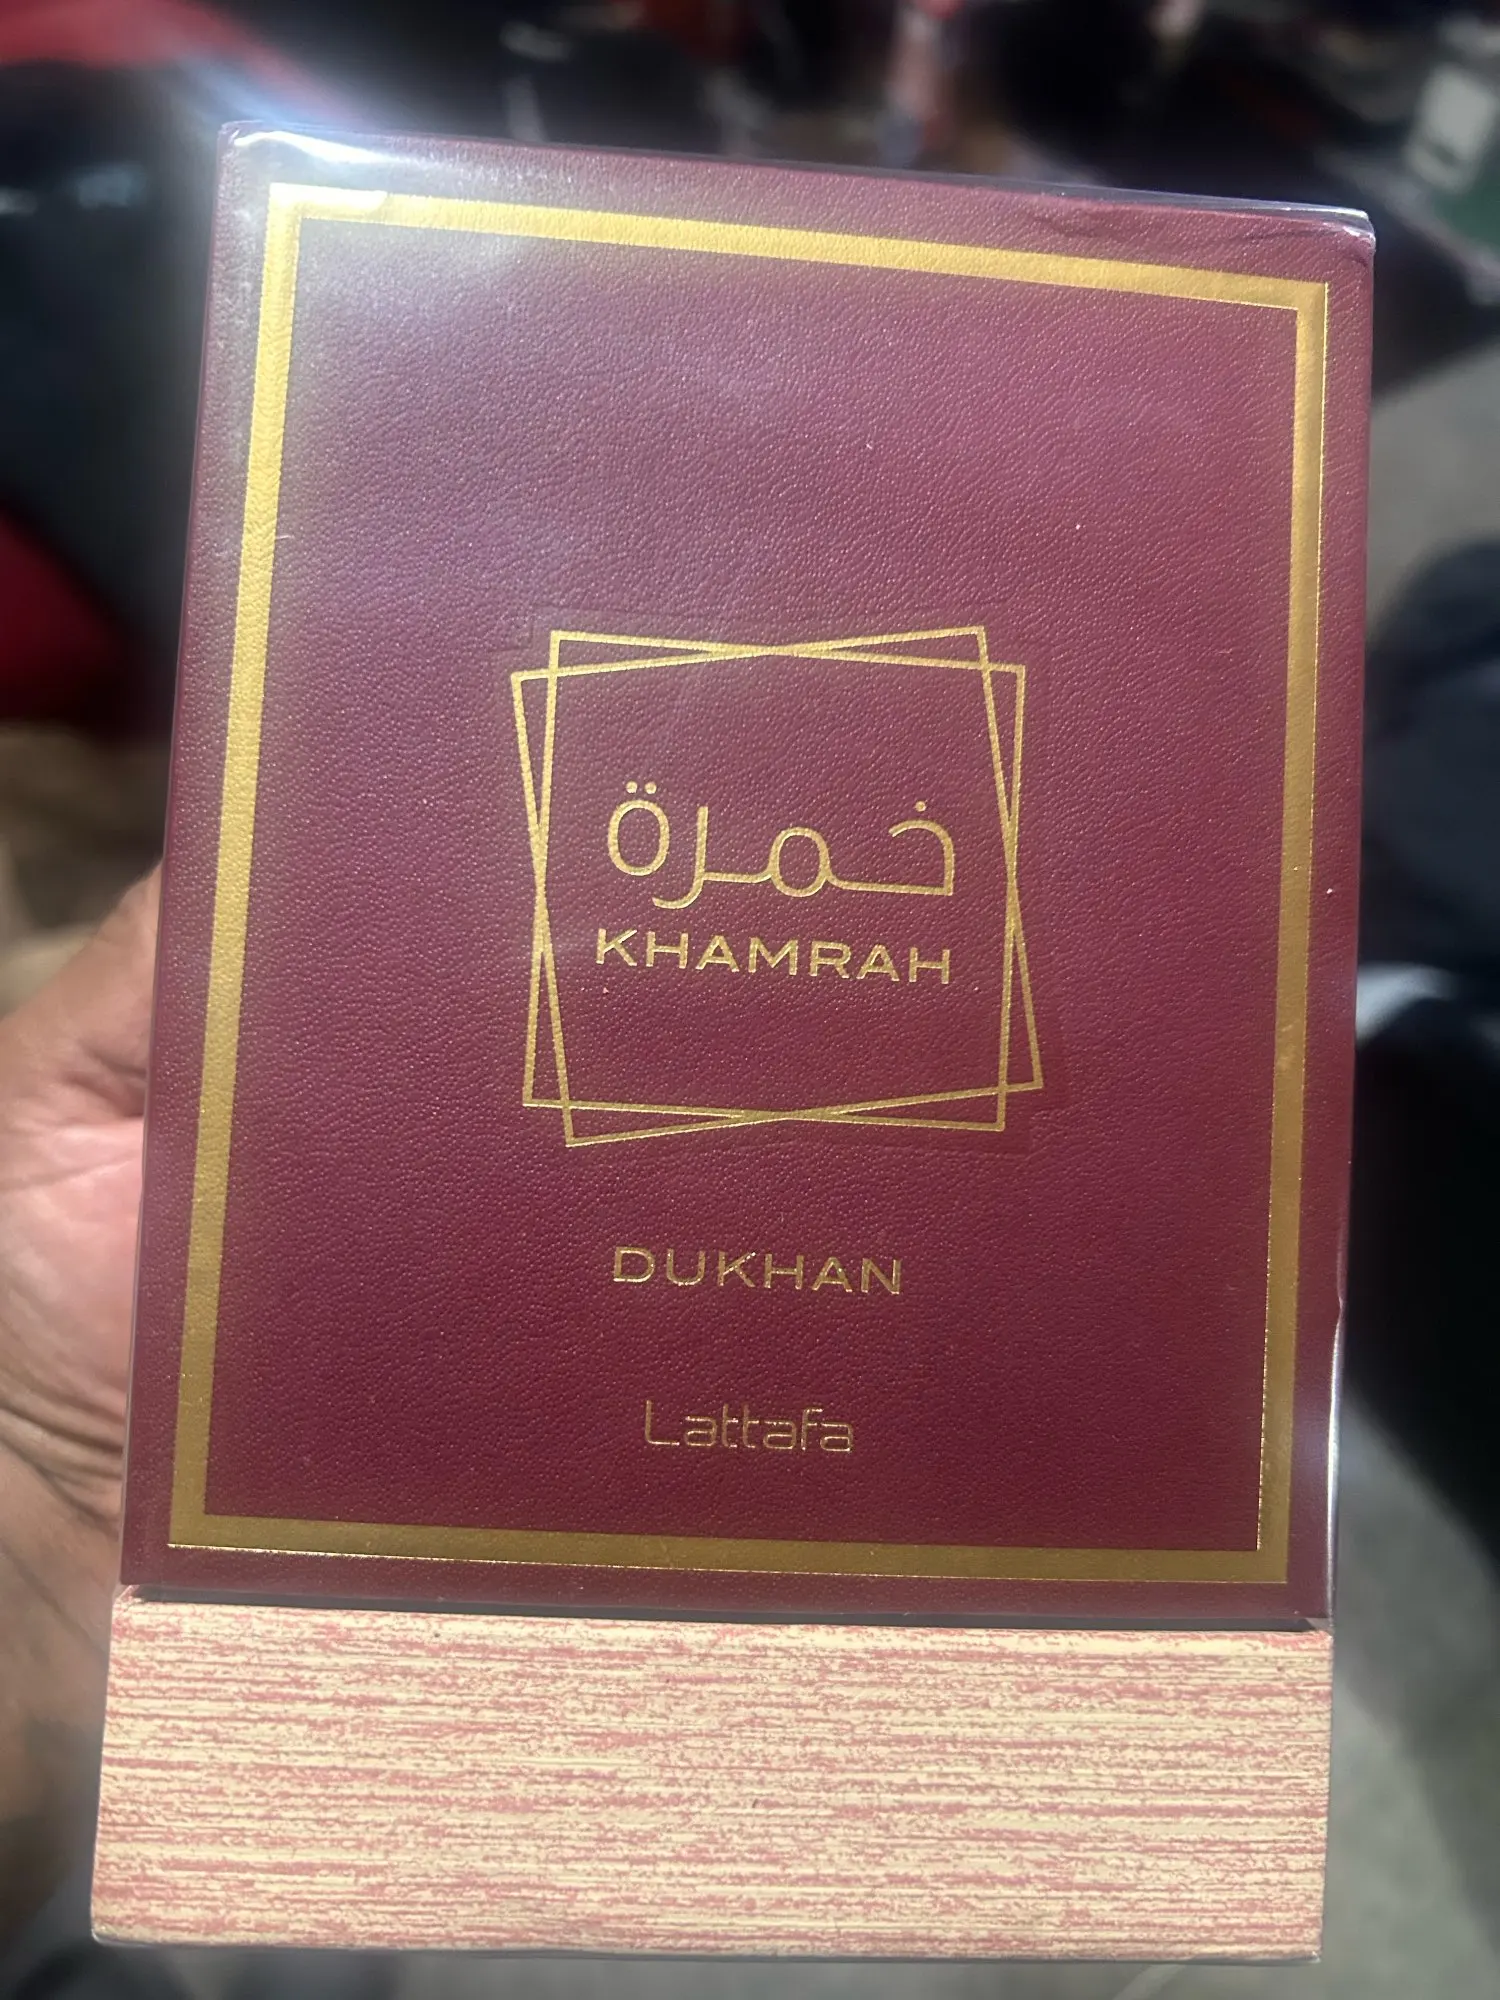 خمرة
KHAMRAH
DUKHAN
Lattafa